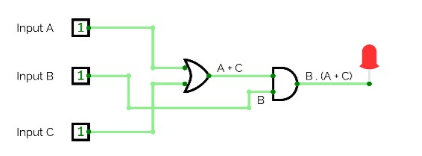 Input A 1
A + C
Input B 1
B . (A + C)
B
Input C 1